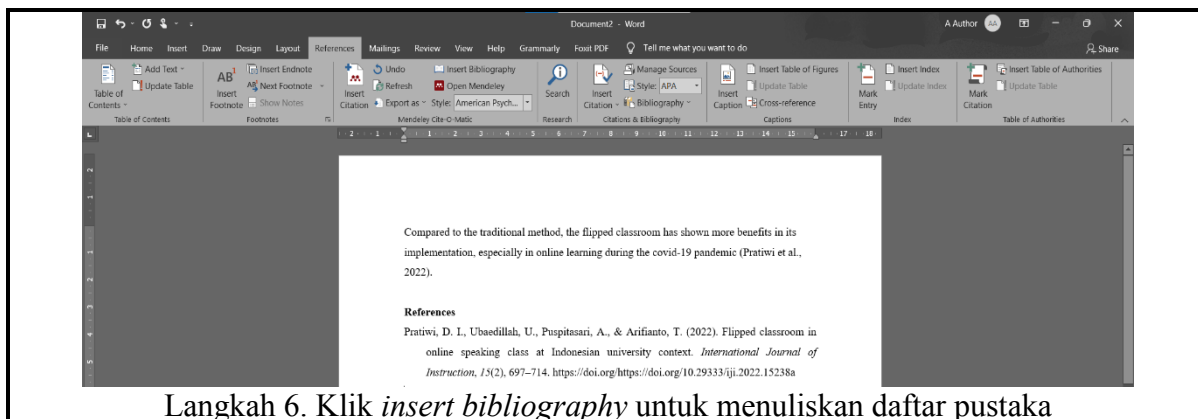 Document2 - Word
A Author AA
File Home Insert Draw Design Layout References Mailings Review View Help Grammarly Foxit PDF Tell me what you want to do
Share
Table of Contents
Add Text
Update Table
Table of Contents
AB1
Insert Footnote
Insert Endnote
Next Footnote
Show Notes
Footnotes
Insert Citation
Undo
Refresh
Export as
Insert Bibliography
Open Mendeley
Style: American Psych...
Mendeley Cite-O-Matic
Search
Research
Insert Citation
Manage Sources
Style: APA
Bibliography
Citations & Bibliography
Insert Caption
Insert Table of Figures
Update Table
Cross-reference
Captions
Mark Entry
Insert Index
Update Index
Index
Mark Citation
Insert Table of Authorities
Update Table
Table of Authorities
Compared to the traditional method, the flipped classroom has shown more benefits in its
implementation, especially in online learning during the covid-19 pandemic (Pratiwi et al.,
2022).
References
Pratiwi, D. I., Ubaedillah, U., Puspitasari, A., & Arifianto, T. (2022). Flipped classroom in
online speaking class at Indonesian university context. International Journal of
Instruction, 15(2), 697–714. https://doi.org/https://doi.org/10.29333/iji.2022.15238a
Langkah 6. Klik insert bibliography untuk menuliskan daftar pustaka